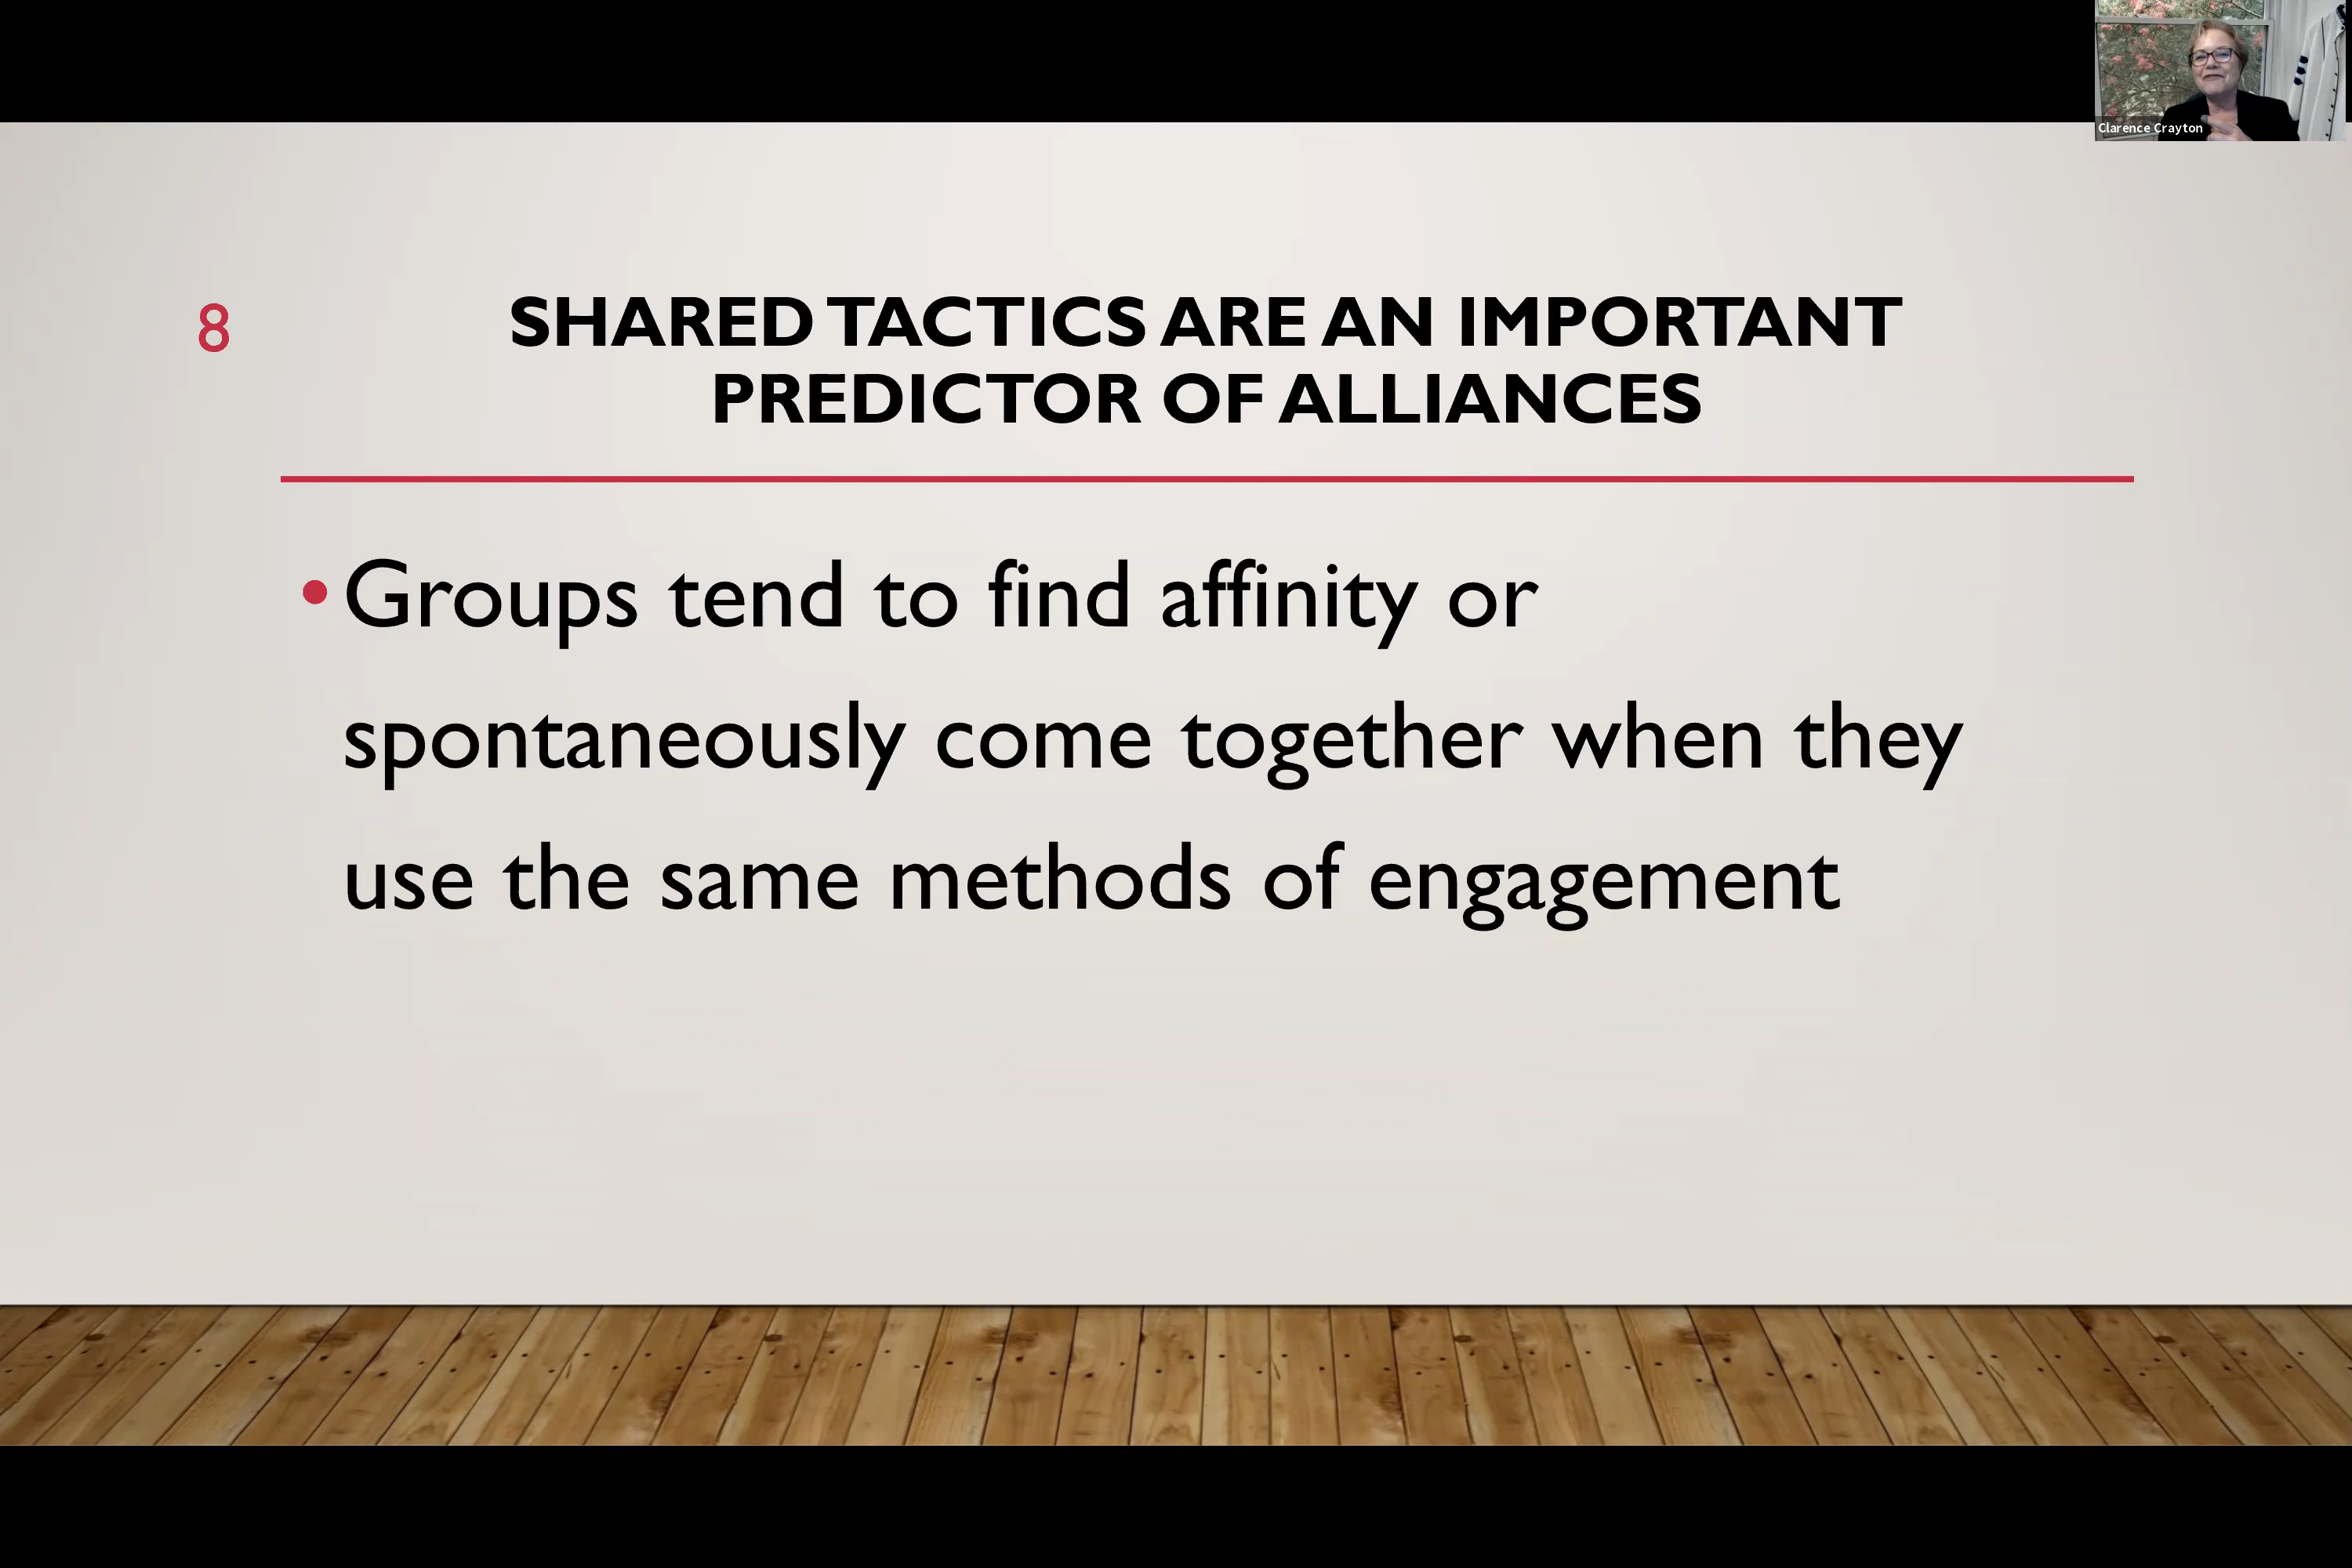 Clarence Crayton
8
SHARED TACTICS ARE AN IMPORTANT
PREDICTOR OF ALLIANCES
• Groups tend to find affinity or
spontaneously come together when they
use the same methods of engagement